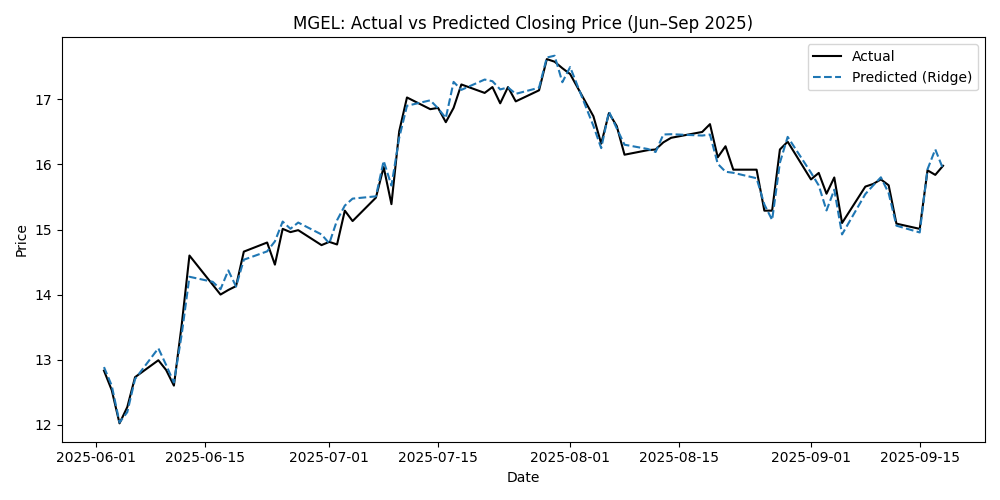 MGEL: Actual vs Predicted Closing Price (Jun–Sep 2025)
Actual
Predicted (Ridge)
Price
17
16
15
14
13
12
2025-06-01
2025-06-15
2025-07-01
2025-07-15
2025-08-01
2025-08-15
2025-09-01
2025-09-15
Date